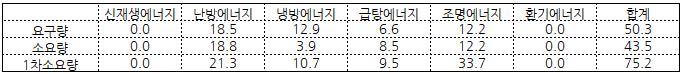 신재생에너지 난방에너지 냉방에너지 급탕에너지 조명에너지 환기에너지 합계
요구량 0.0 18.5 12.9 6.6 12.2 0.0 50.3
소요량 0.0 18.8 3.9 8.5 12.2 0.0 43.5
1차소요량 0.0 21.3 10.7 9.5 33.7 0.0 75.2